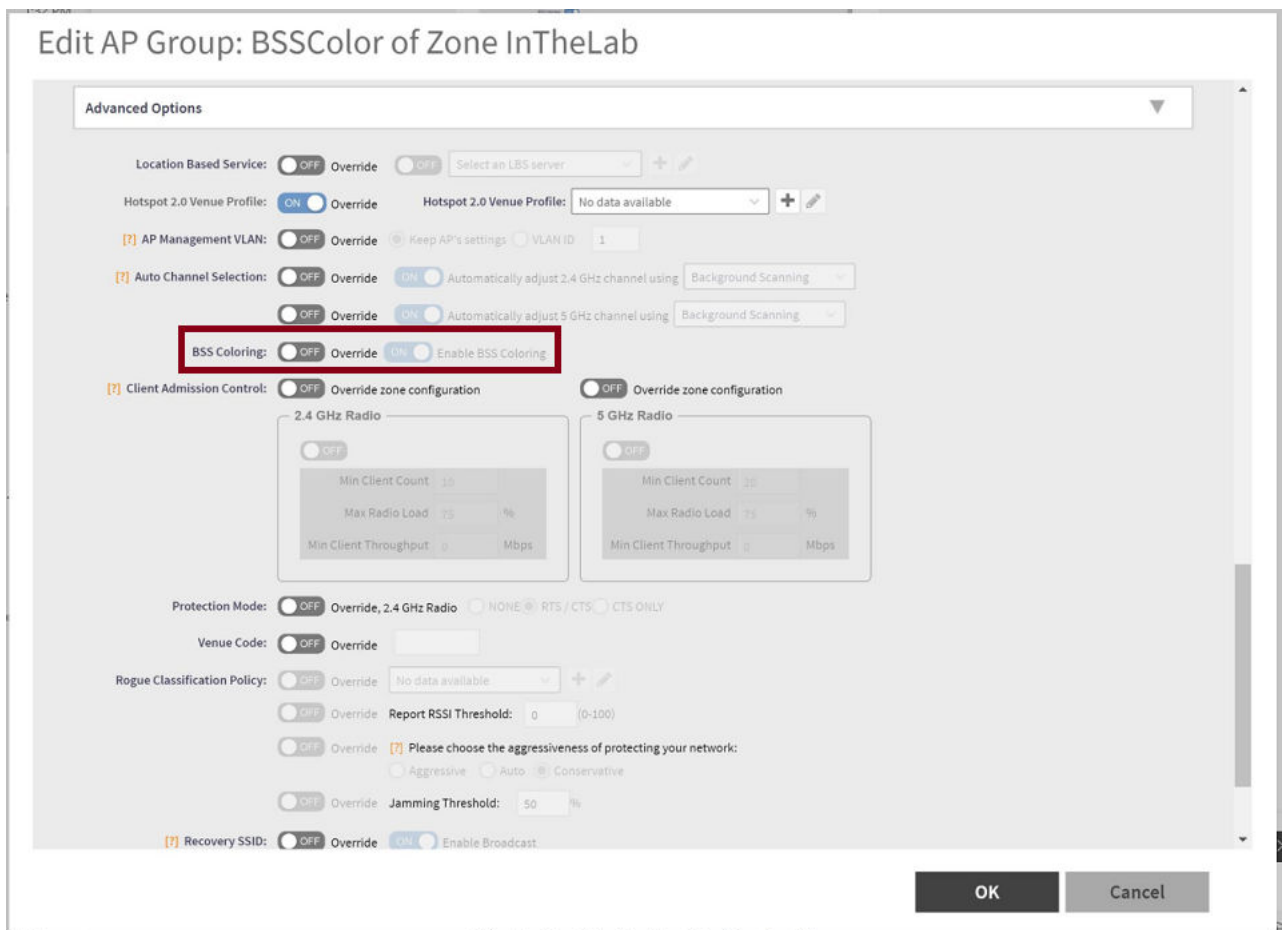 Edit AP Group: BSSColor of Zone InTheLab
Advanced Options
Location Based Service: OFF Override OFF Select an LBS server
Hotspot 2.0 Venue Profile: ON Override Hotspot 2.0 Venue Profile: No data available
[?] AP Management VLAN: OFF Override Keep AP's settings VLAN ID 1
[?] Auto Channel Selection: OFF Override ON Automatically adjust 2.4 GHz channel using Background Scanning
OFF Override ON Automatically adjust 5 GHz channel using Background Scanning
BSS Coloring: OFF Override ON Enable BSS Coloring
[?] Client Admission Control: OFF Override zone configuration OFF Override zone configuration
2.4 GHz Radio 5 GHz Radio
OFF OFF
Min Client Count 10 Min Client Count 20
Max Radio Load 75 % Max Radio Load 75 %
Min Client Throughput 0 Mbps Min Client Throughput 0 Mbps
Protection Mode: OFF Override, 2.4 GHz Radio NONE RTS / CTS CTS ONLY
Venue Code: OFF Override
Rogue Classification Policy: OFF Override No data available
OFF Override Report RSSI Threshold: 0 (0-100)
OFF Override [?] Please choose the aggressiveness of protecting your network:
Aggressive Auto Conservative
OFF Override Jamming Threshold: 50 %
[?] Recovery SSID: OFF Override ON Enable Broadcast
OK Cancel